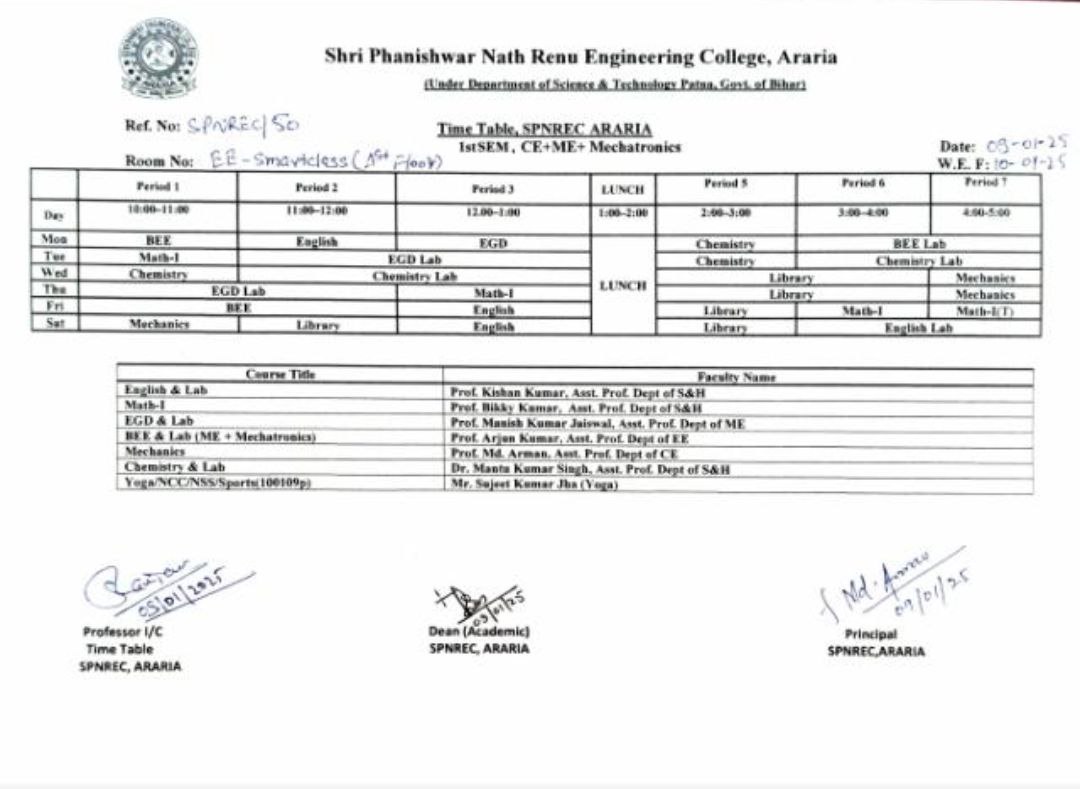 Shri Phanishwar Nath Renu Engineering College, Araria
(Under Department of Science & Technology Patna, Govt. of Bihar)
Ref. No: SPNREC/50
Time Table, SPNREC ARARIA
1stSEM , CE+ME+ Mechatronics
Date: 09-01-25
Room No: EE-Smartclass (1st Floor)
W.E. F: 10-01-25
Period 1 Period 2 Period 3 LUNCH Period 5 Period 6 Period 7
Day 10:00-11:00 11:00-12:00 12.00-1:00 1:00-2:00 2:00-3:00 3:00-4:00 4:00-5:00
Mon BEE English EGD LUNCH Chemistry BEE Lab
Tue Math-I EGD Lab Chemistry Chemistry Lab
Wed Chemistry Chemistry Lab Library Mechanics
Thu EGD Lab Math-I Library Mechanics
Fri BEE English Library Math-I Math-I(T)
Sat Mechanics Library English Library English Lab
Course Title Faculty Name
English & Lab Prof. Kishan Kumar, Asst. Prof. Dept of S&H
Math-I Prof. Bikky Kumar, Asst. Prof. Dept of S&H
EGD & Lab Prof. Manish Kumar Jaiswal, Asst. Prof. Dept of ME
BEE & Lab (ME + Mechatronics) Prof. Arjun Kumar, Asst. Prof. Dept of EE
Mechanics Prof. Md. Arman, Asst. Prof. Dept of CE
Chemistry & Lab Dr. Manta Kumar Singh, Asst. Prof. Dept of S&H
Yoga/NCC/NSS/Sports(100109p) Mr. Sujeet Kumar Jha (Yoga)
09/01/2025
09/01/25
Md. Arman
09/01/25
Professor I/C
Time Table
SPNREC, ARARIA
Dean (Academic)
SPNREC, ARARIA
Principal
SPNREC,ARARIA